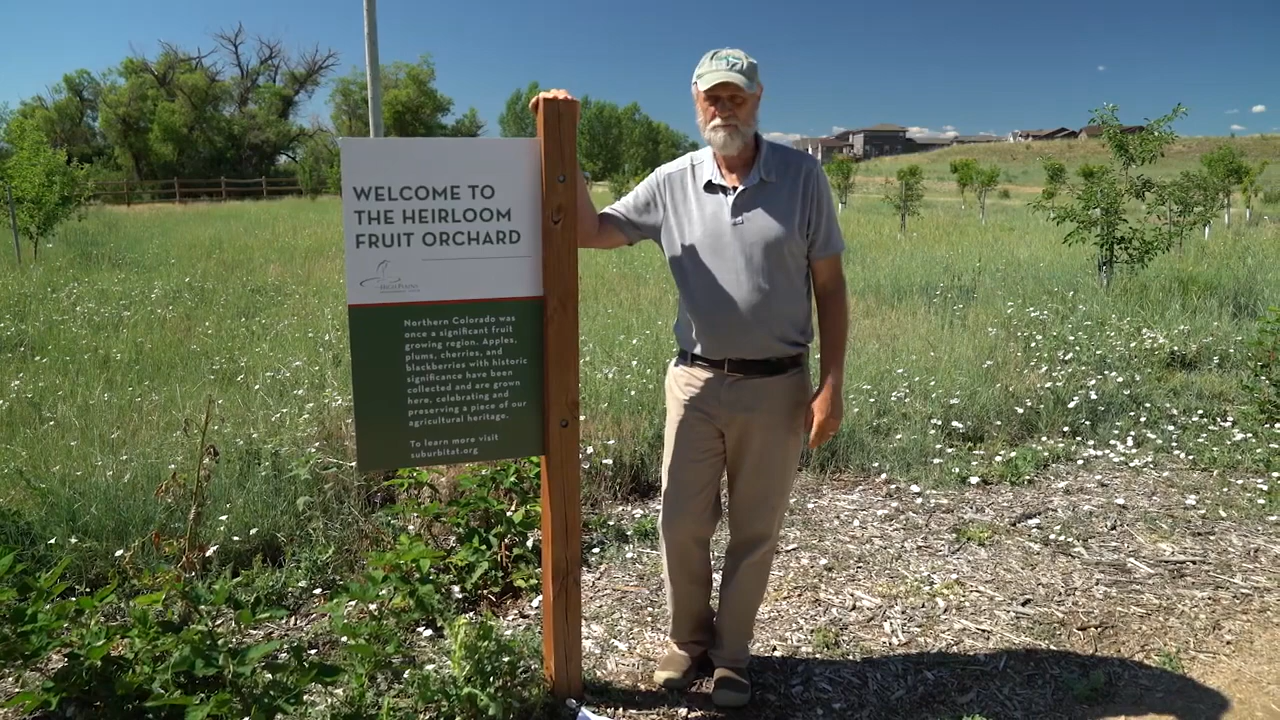 WELCOME TO
THE HEIRLOOM
FRUIT ORCHARD
HIGH PLAINS
Northern Colorado was
once a significant fruit
growing region. Apples,
plums, cherries, and
blackberries with historic
significance have been
collected and are grown
here, celebrating and
preserving a piece of our
agricultural heritage.
To learn more visit
suburbitat.org